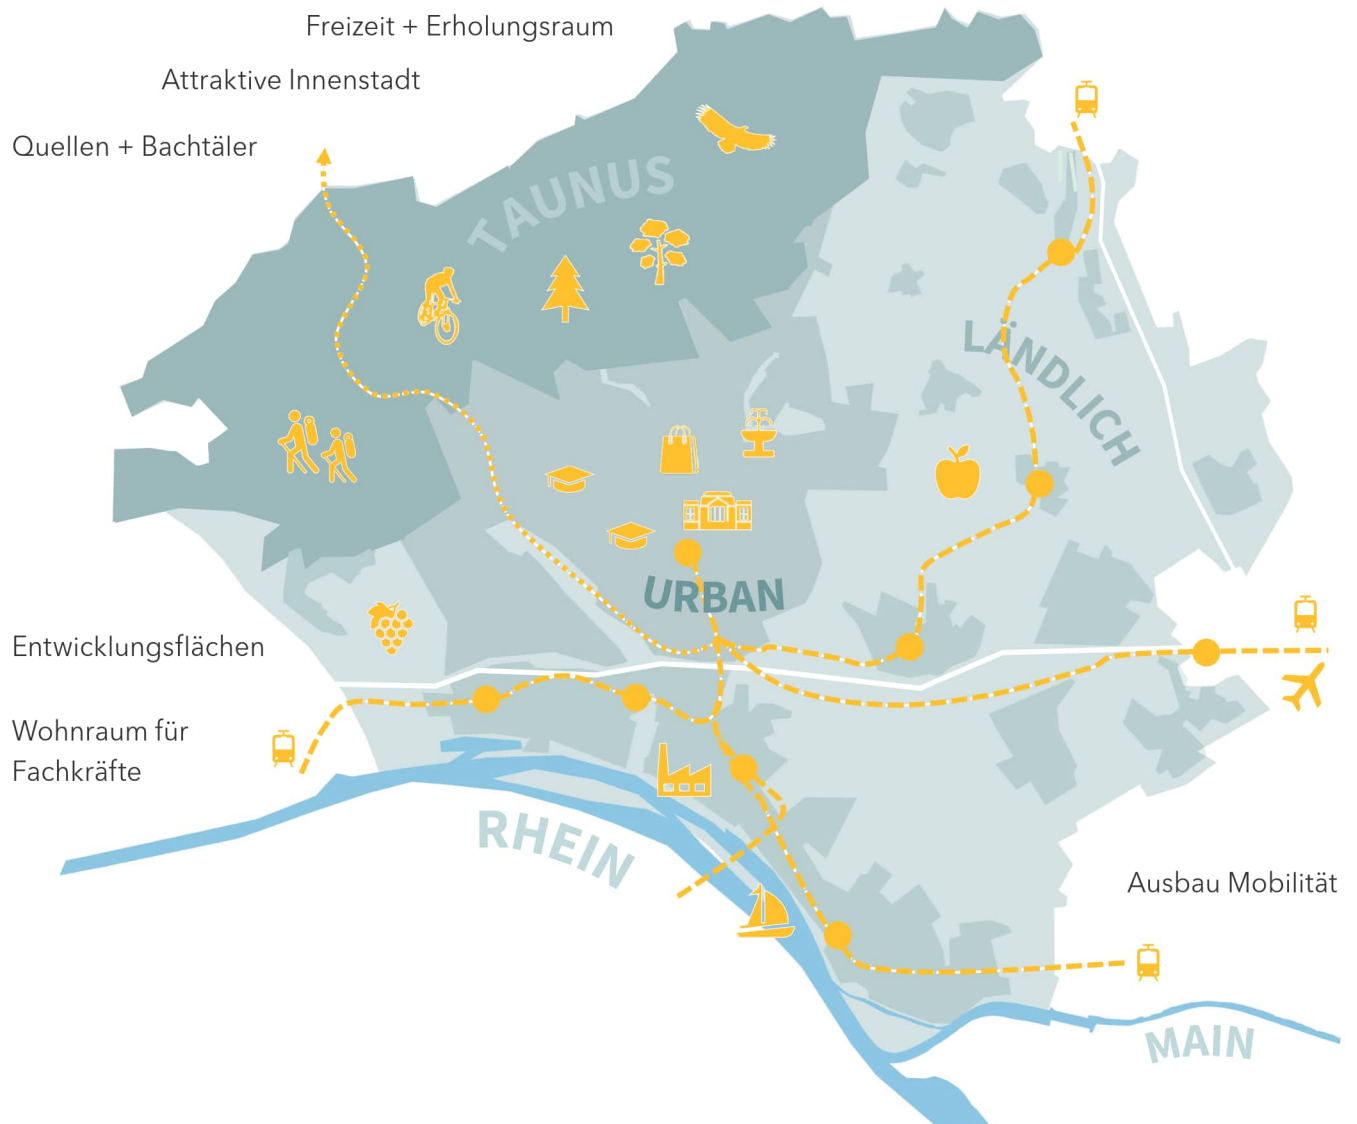 Freizeit + Erholungsraum
Attraktive Innenstadt
Quellen + Bachtäler
TAUNUS
LÄNDLICH
URBAN
Entwicklungsflächen
Wohnraum für
Fachkräfte
RHEIN
Ausbau Mobilität
MAIN